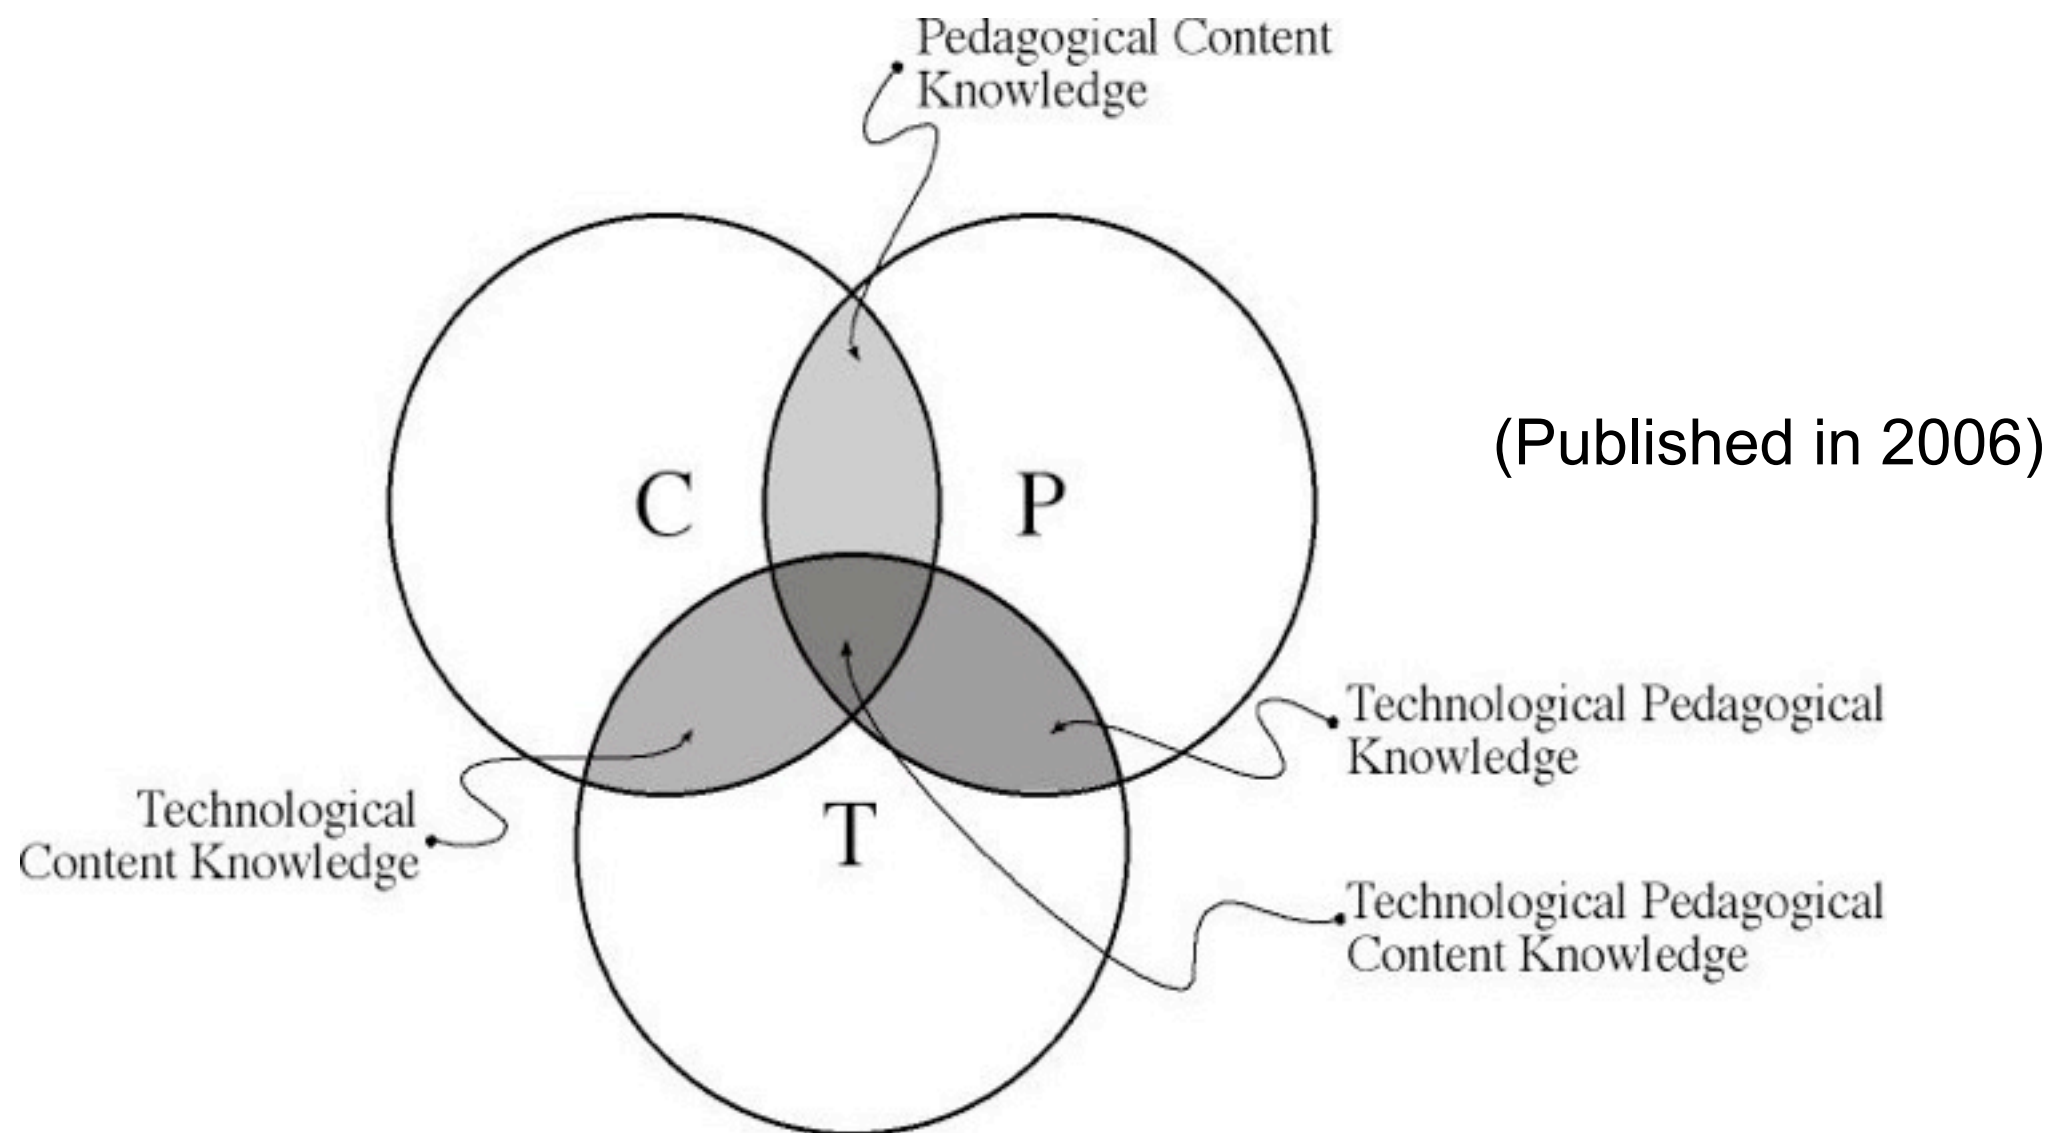 Pedagogical Content
Knowledge
C
P
(Published in 2006)
Technological Pedagogical
Knowledge
Technological
Content Knowledge
T
Technological Pedagogical
Content Knowledge